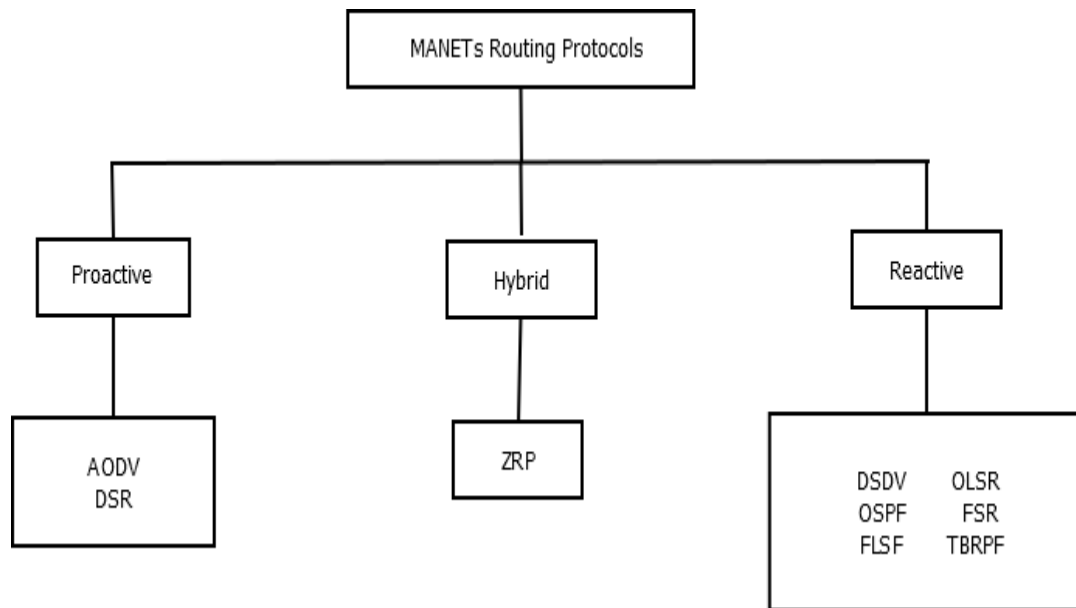 MANETs Routing Protocols
Proactive
Hybrid
Reactive
AODV
DSR
ZRP
DSDV OLSR
OSPF FSR
FLSF TBRPF